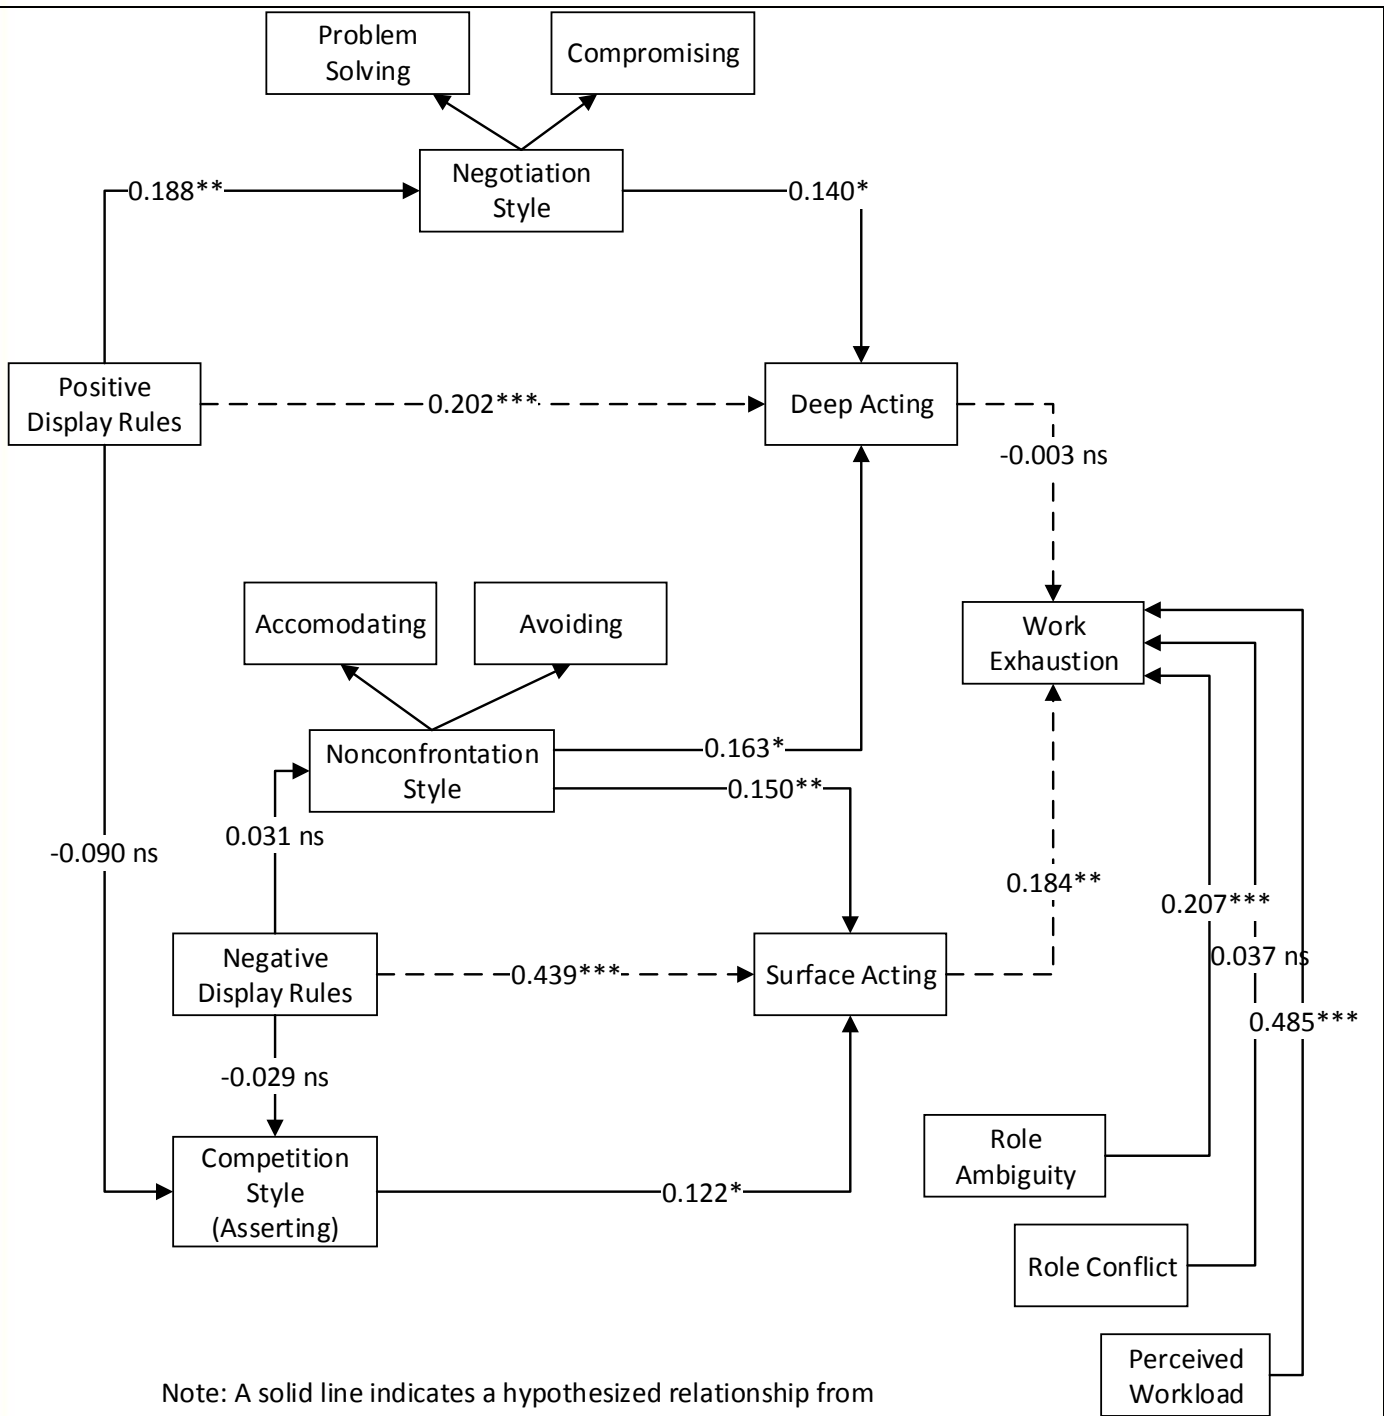 Problem
Solving
Compromising
Negotiation
Style
0.188**
0.140*
Positive
Display Rules
0.202***
Deep Acting
-0.003 ns
Accomodating
Avoiding
Work
Exhaustion
Nonconfrontation
Style
0.163*
0.150**
0.031 ns
-0.090 ns
0.184**
0.207***
0.037 ns
0.485***
Negative
Display Rules
0.439***
Surface Acting
-0.029 ns
Competition
Style
(Asserting)
0.122*
Role
Ambiguity
Role Conflict
Perceived
Workload
Note: A solid line indicates a hypothesized relationship from